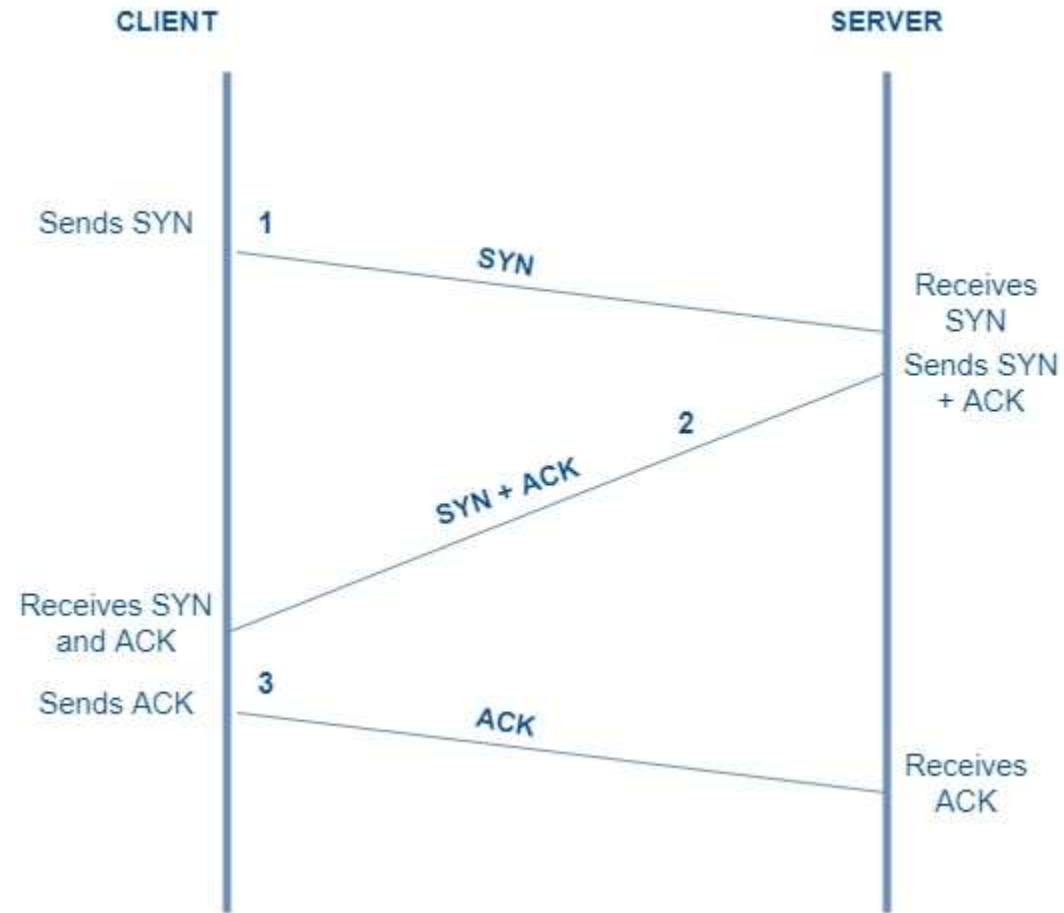 CLIENT
SERVER
Sends SYN
1
SYN
Receives
SYN
Sends SYN
+ ACK
2
SYN + ACK
Receives SYN
and ACK
3
Sends ACK
ACK
Receives
ACK